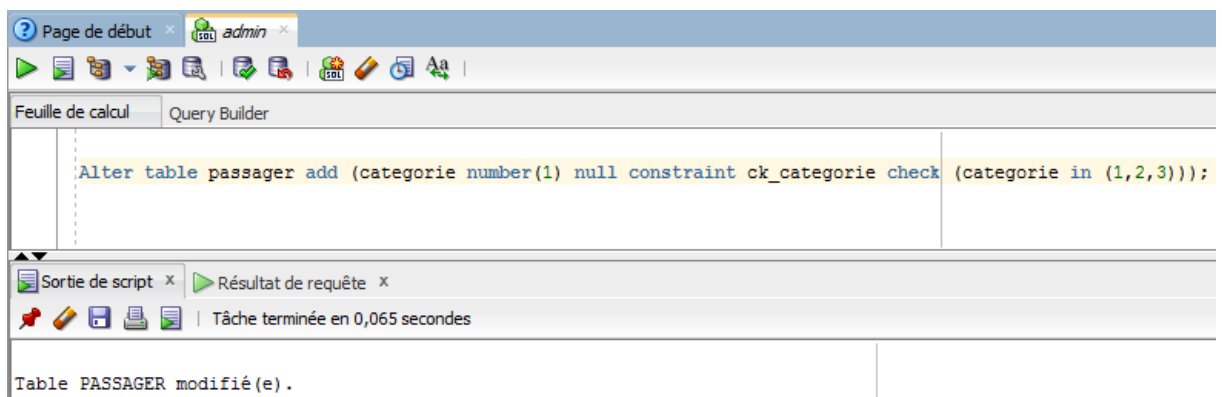 Page de début
admin
Feuille de calcul Query Builder
Alter table passager add (categorie number(1) null constraint ck_categorie check (categorie in (1,2,3)));
Sortie de script x Résultat de requête x
Tâche terminée en 0,065 secondes
Table PASSAGER modifié(e).